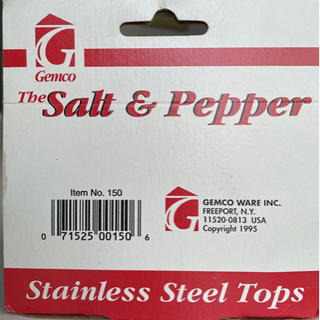 Gemco
The Salt & Pepper
Item No. 150
0 71525 00150 6
GEMCO WARE INC.
FREEPORT, N.Y.
11520-0813 USA
Copyright 1995
Stainless Steel Tops